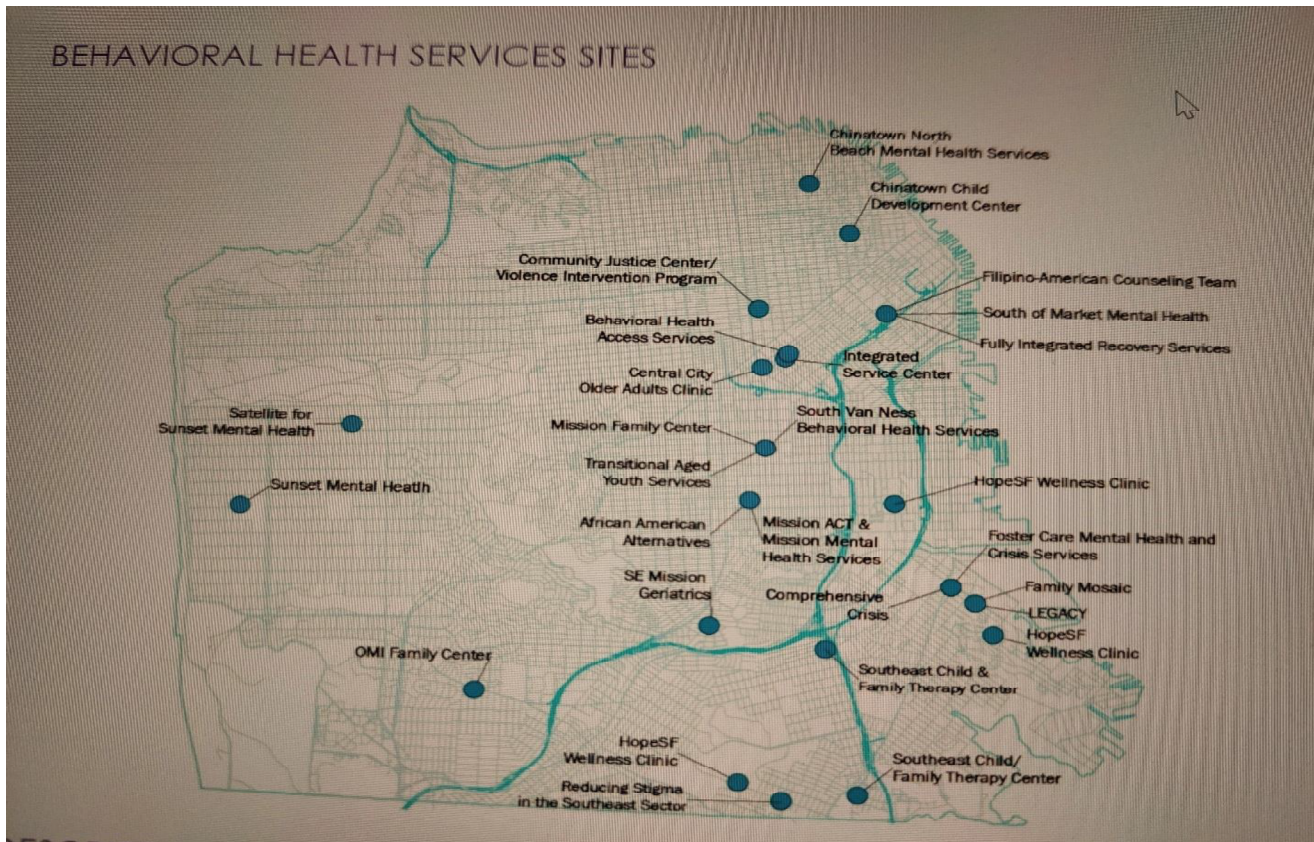 BEHAVIORAL HEALTH SERVICES SITES
Chinatown North
Beach Mental Health Services
Chinatown Child
Development Center
Community Justice Center/
Violence Intervention Program
Filipino-American Counseling Team
South of Market Mental Health
Fully Integrated Recovery Services
Behavioral Health
Access Services
Integrated
Service Center
Central City
Older Adults Clinic
Satellite for
Sunset Mental Health
South Van Ness
Behavioral Health Services
Mission Family Center
Transitional Aged
Youth Services
Sunset Mental Heatlh
HopeSF Wellness Clinic
African American
Alternatives
Mission ACT &
Mission Mental
Health Services
Foster Care Mental Health and
Crisis Services
SE Mission
Geriatrics
Comprehensive
Crisis
Family Mosaic
LEGACY
HopeSF
Wellness Clinic
OMI Family Center
Southeast Child &
Family Therapy Center
HopeSF
Wellness Clinic
Reducing Stigma
in the Southeast Sector
Southeast Child/
Family Therapy Center